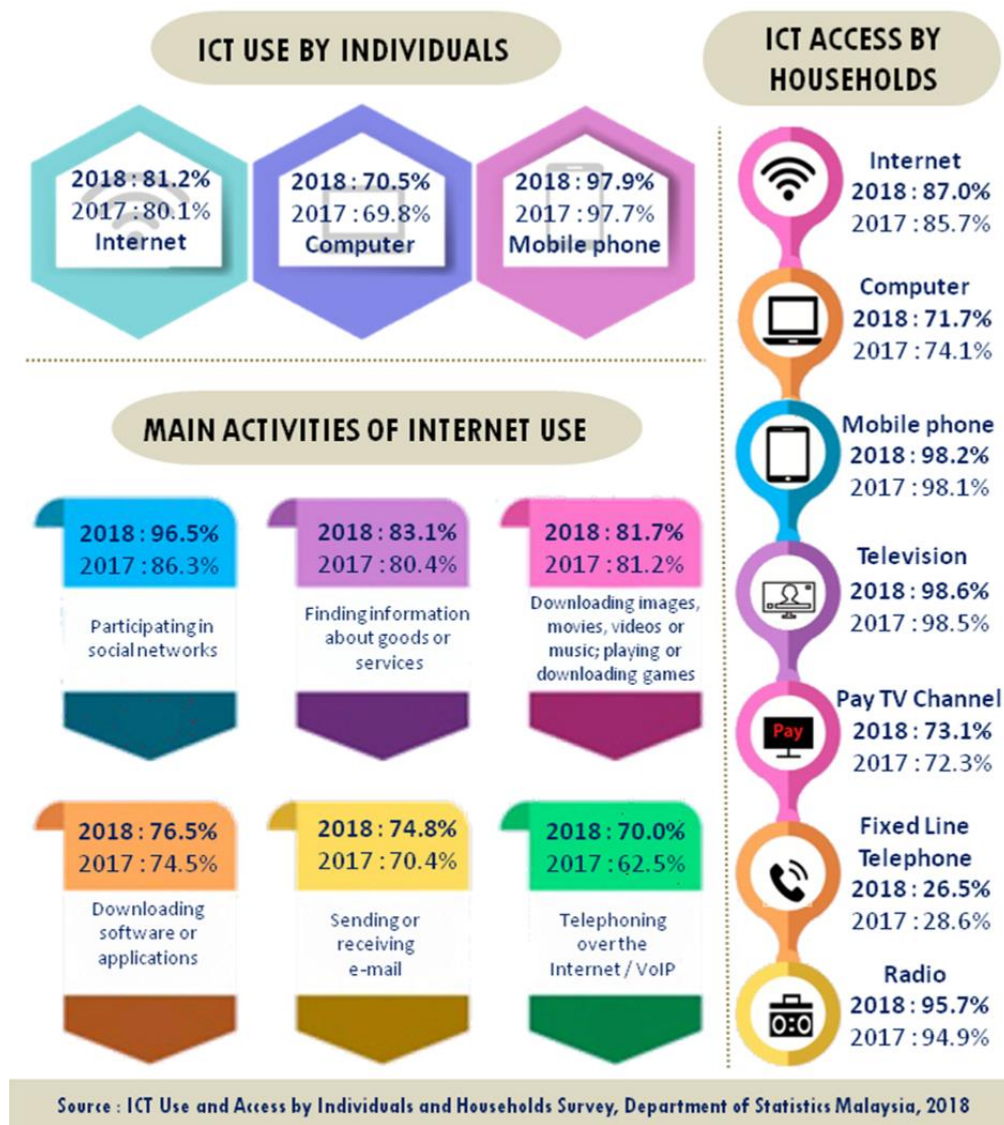 ICT USE BY INDIVIDUALS
2018 : 81.2%
2017 : 80.1%
Internet
2018 : 70.5%
2017 : 69.8%
Computer
2018 : 97.9%
2017 : 97.7%
Mobile phone
MAIN ACTIVITIES OF INTERNET USE
2018 : 96.5%
2017 : 86.3%
Participating in
social networks
2018 : 83.1%
2017 : 80.4%
Finding information
about goods or
services
2018 : 81.7%
2017 : 81.2%
Downloading images,
movies, videos or
music; playing or
downloading games
2018 : 76.5%
2017 : 74.5%
Downloading
software or
applications
2018 : 74.8%
2017 : 70.4%
Sending or
receiving
e-mail
2018 : 70.0%
2017 : 62.5%
Telephoning
over the
Internet / VoIP
ICT ACCESS BY
HOUSEHOLDS
Internet
2018 : 87.0%
2017 : 85.7%
Computer
2018 : 71.7%
2017 : 74.1%
Mobile phone
2018 : 98.2%
2017 : 98.1%
Television
2018 : 98.6%
2017 : 98.5%
Pay TV Channel
Pay
2018 : 73.1%
2017 : 72.3%
Fixed Line
Telephone
2018 : 26.5%
2017 : 28.6%
Radio
2018 : 95.7%
2017 : 94.9%
Source : ICT Use and Access by Individuals and Households Survey, Department of Statistics Malaysia, 2018